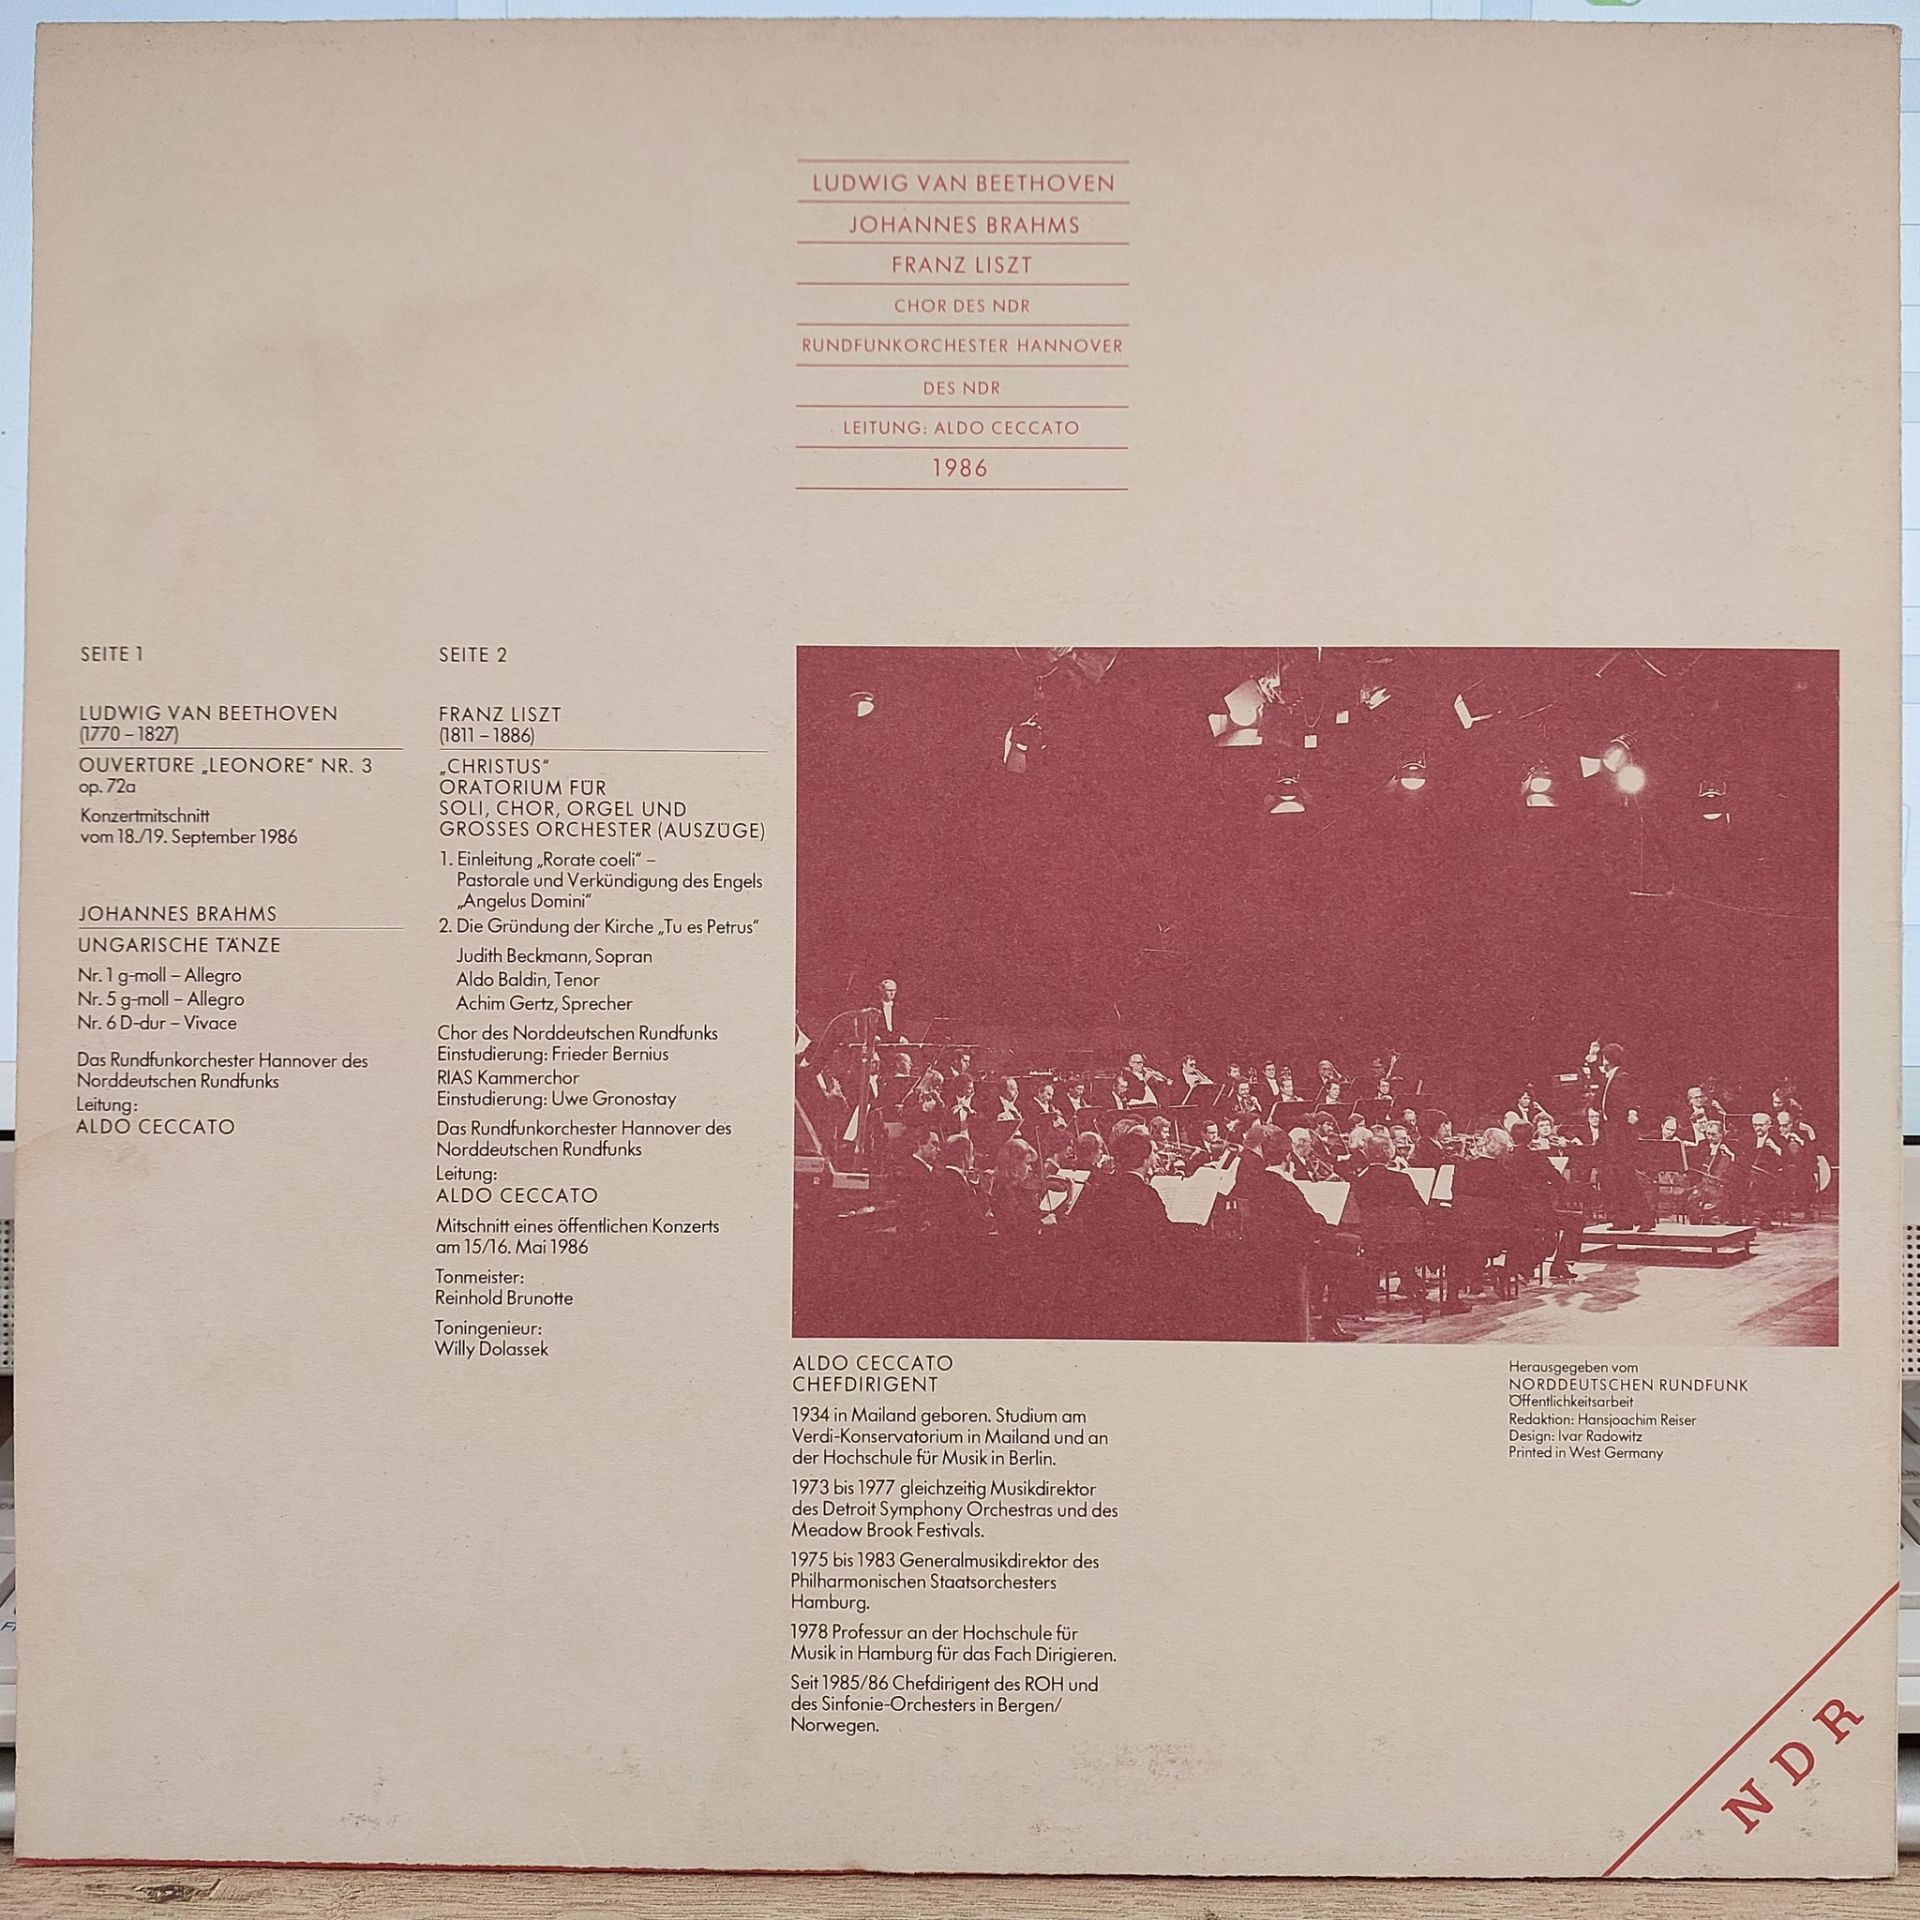 LUDWIG VAN BEETHOVEN
JOHANNES BRAHMS
FRANZ LISZT
CHOR DES NDR
RUNDFUNKORCHESTER HANNOVER
DES NDR
LEITUNG: ALDO CECCATO
1986
SEITE 1
LUDWIG VAN BEETHOVEN
(1770 – 1827)
OUVERTÜRE „LEONORE“ NR. 3
op. 72a
Konzertmitschnitt
vom 18./19. September 1986
JOHANNES BRAHMS
UNGARISCHE TÄNZE
Nr. 1 g-moll – Allegro
Nr. 5 g-moll – Allegro
Nr. 6 D-dur – Vivace
Das Rundfunkorchester Hannover des
Norddeutschen Rundfunks
Leitung:
ALDO CECCATO
SEITE 2
FRANZ LISZT
(1811 – 1886)
„CHRISTUS“
ORATORIUM FÜR
SOLI, CHOR, ORGEL UND
GROSSES ORCHESTER (AUSZÜGE)
1. Einleitung „Rorate coeli“ –
Pastorale und Verkündigung des Engels
„Angelus Domini“
2. Die Gründung der Kirche „Tu es Petrus“
Judith Beckmann, Sopran
Aldo Baldin, Tenor
Achim Gertz, Sprecher
Chor des Norddeutschen Rundfunks
Einstudierung: Frieder Bernius
RIAS Kammerchor
Einstudierung: Uwe Gronostay
Das Rundfunkorchester Hannover des
Norddeutschen Rundfunks
Leitung:
ALDO CECCATO
Mitschnitt eines öffentlichen Konzerts
am 15/16. Mai 1986
Tonmeister:
Reinhold Brunotte
Toningenieur:
Willy Dolassek
ALDO CECCATO
CHEFDIRIGENT
1934 in Mailand geboren. Studium am
Verdi-Konservatorium in Mailand und an
der Hochschule für Musik in Berlin.
1973 bis 1977 gleichzeitig Musikdirektor
des Detroit Symphony Orchestras und des
Meadow Brook Festivals.
1975 bis 1983 Generalmusikdirektor des
Philharmonischen Staatsorchesters
Hamburg.
1978 Professur an der Hochschule für
Musik in Hamburg für das Fach Dirigieren.
Seit 1985/86 Chefdirigent des ROH und
des Sinfonie-Orchesters in Bergen/
Norwegen.
Herausgegeben vom
NORDDEUTSCHEN RUNDFUNK
Öffentlichkeitsarbeit
Redaktion: Hansjoachim Reiser
Design: Ivar Radowitz
Printed in West Germany
NDR